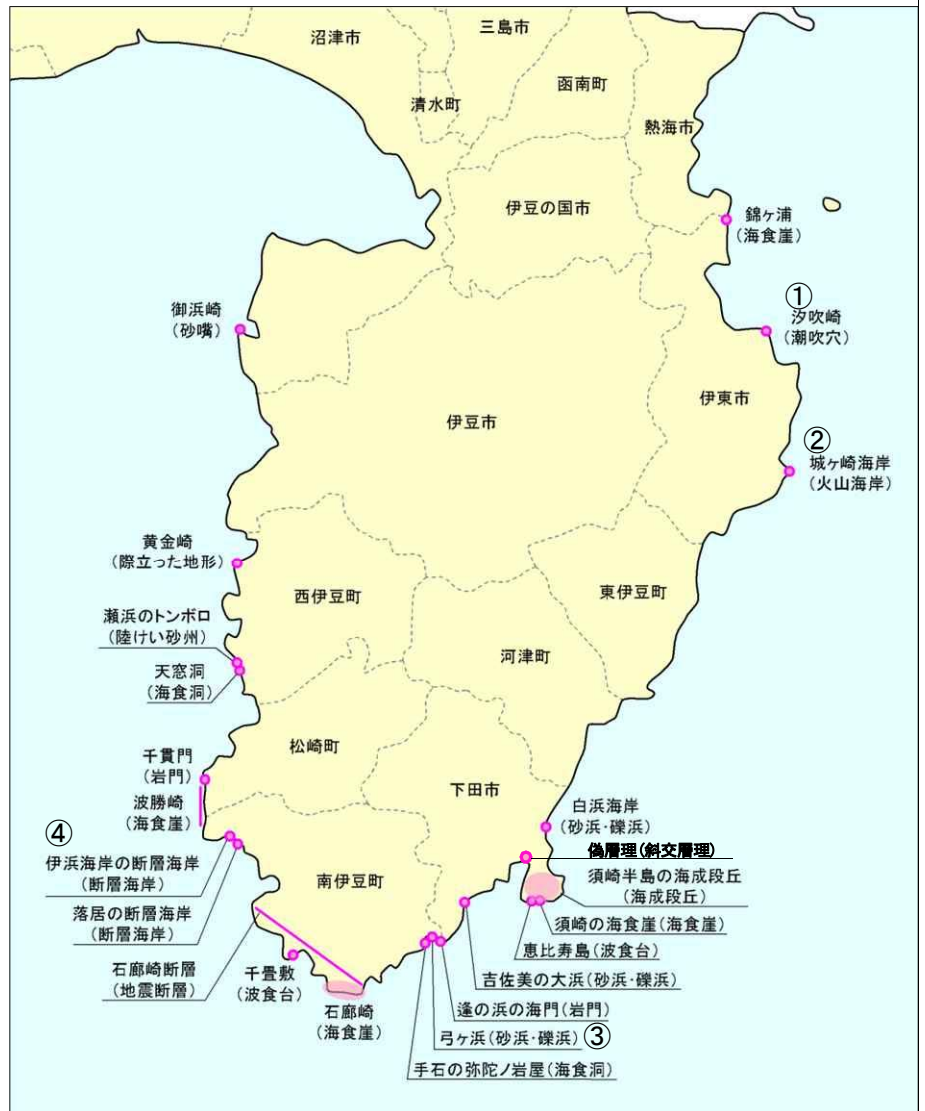 沼津市
三島市
函南町
清水町
熱海市
伊豆の国市
錦ヶ浦
(海食崖)
①
汐吹崎
(潮吹穴)
御浜崎
(砂嘴)
伊東市
伊豆市
②
城ヶ崎海岸
(火山海岸)
黄金崎
(際立った地形)
西伊豆町
東伊豆町
瀬浜のトンボロ
(陸けい砂州)
河津町
天窓洞
(海食洞)
松崎町
千貫門
(岩門)
下田市
波勝崎
(海食崖)
白浜海岸
(砂浜・礫浜)
④
伊浜海岸の断層海岸
(断層海岸)
偽層理(斜交層理)
須崎半島の海成段丘
(海成段丘)
南伊豆町
落居の断層海岸
(断層海岸)
須崎の海食崖(海食崖)
恵比寿島(波食台)
石廊崎断層
(地震断層)
千畳敷
(波食台)
吉佐美の大浜(砂浜・礫浜)
石廊崎
(海食崖)
逢の浜の海門(岩門)
弓ヶ浜(砂浜・礫浜)③
手石の弥陀ノ岩屋(海食洞)